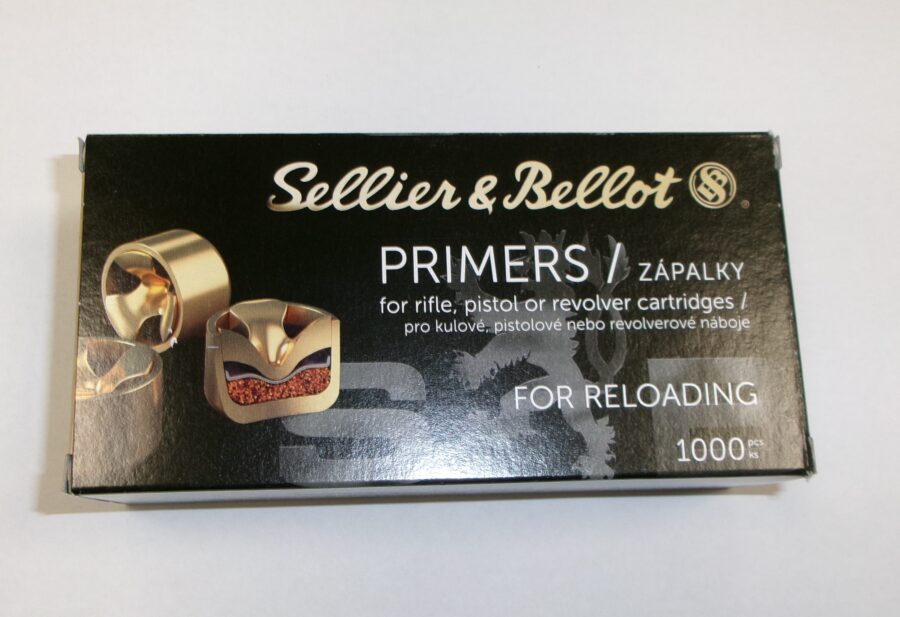 Sellier & Bellot SB ®
PRIMERS / ZÁPALKY
for rifle, pistol or revolver cartridges /
pro kulové, pistolové nebo revolverové náboje
FOR RELOADING
1000 pcs
ks